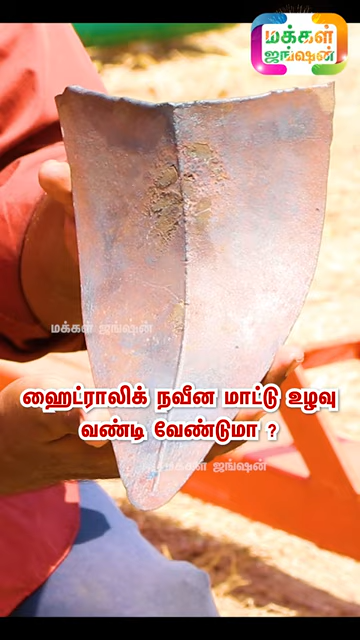 மக்கள்
ஜங்ஷன்
மக்கள் ஜங்ஷன்
ஹைட்ராலிக் நவீன மாட்டு உழவு
வண்டி வேண்டுமா ?
மக்கள் ஜங்ஷன்